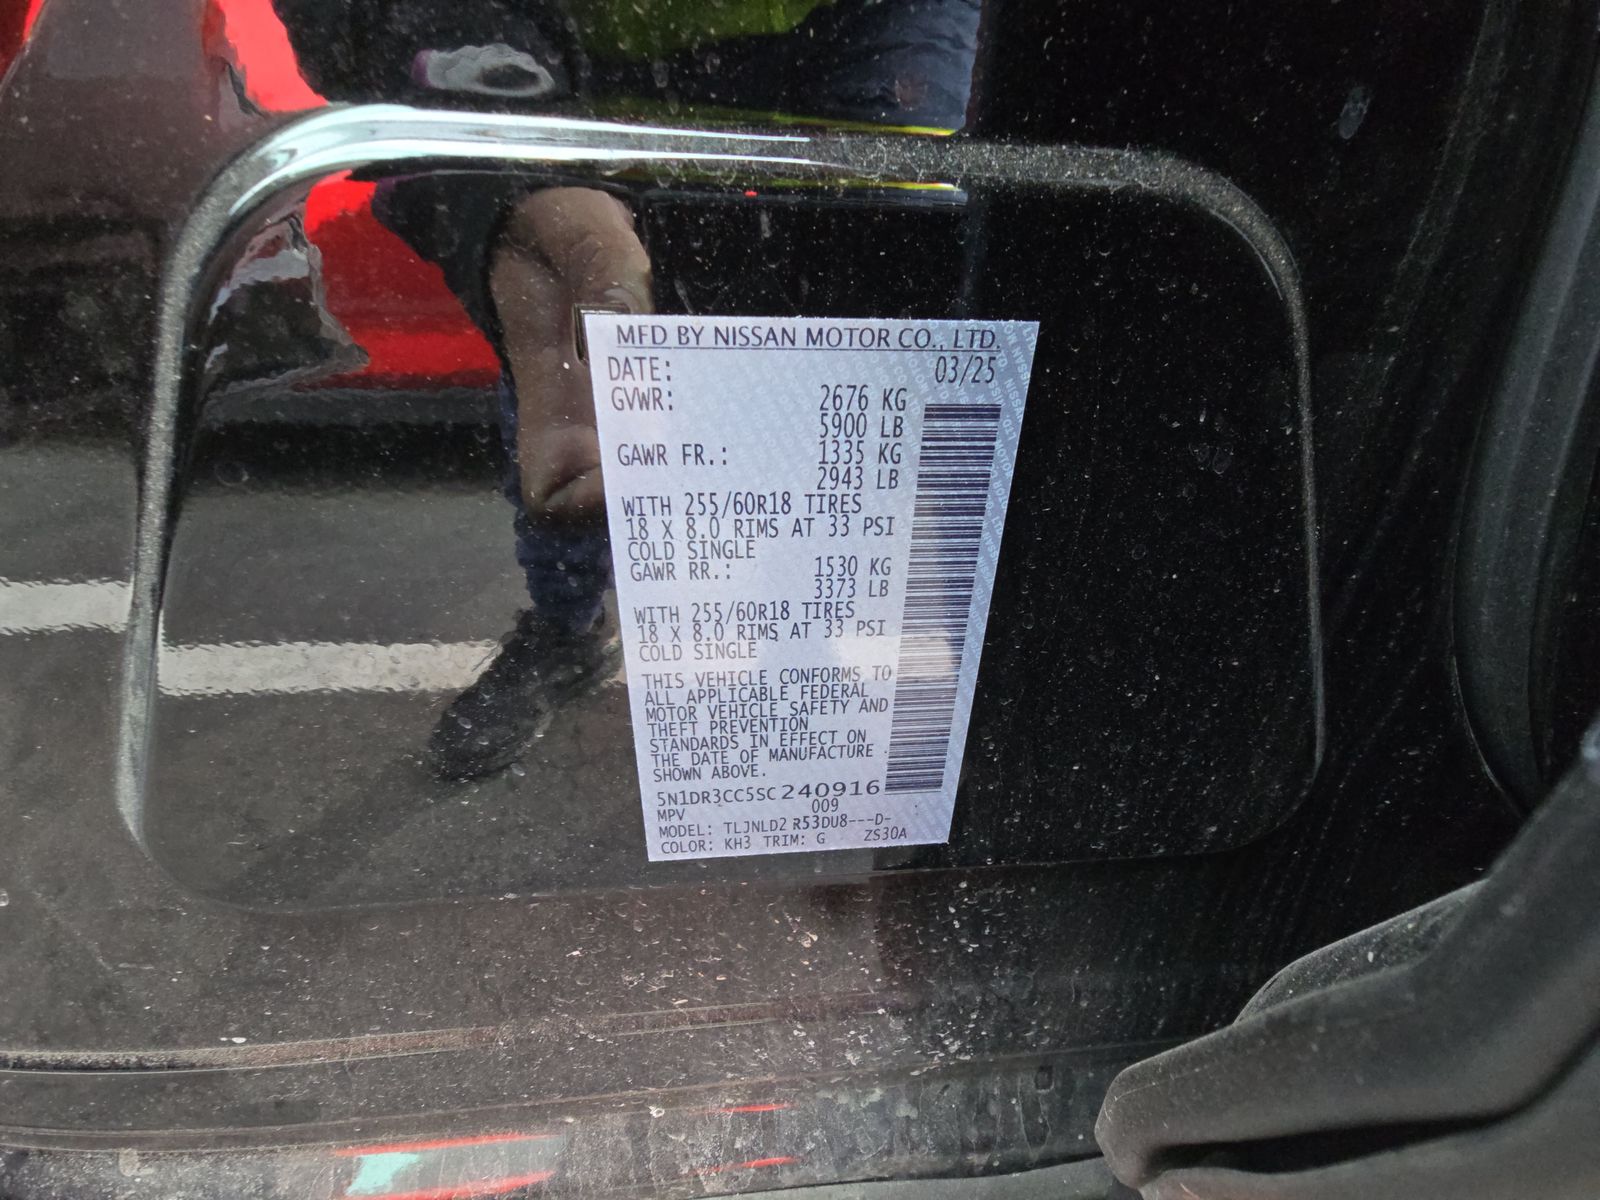 MFD BY NISSAN MOTOR CO., LTD.
DATE: 03/25
GVWR: 2676 KG
5900 LB
GAWR FR.: 1335 KG
2943 LB
WITH 255/60R18 TIRES
18 X 8.0 RIMS AT 33 PSI
COLD SINGLE
GAWR RR.: 1530 KG
3373 LB
WITH 255/60R18 TIRES
18 X 8.0 RIMS AT 33 PSI
COLD SINGLE
THIS VEHICLE CONFORMS TO
ALL APPLICABLE FEDERAL
MOTOR VEHICLE SAFETY AND
THEFT PREVENTION
STANDARDS IN EFFECT ON
THE DATE OF MANUFACTURE
SHOWN ABOVE.
5N1DR3CC5SC240916
MPV 009
MODEL: TLJNLD2 R53DU8---D-
COLOR: KH3 TRIM: G ZS30A